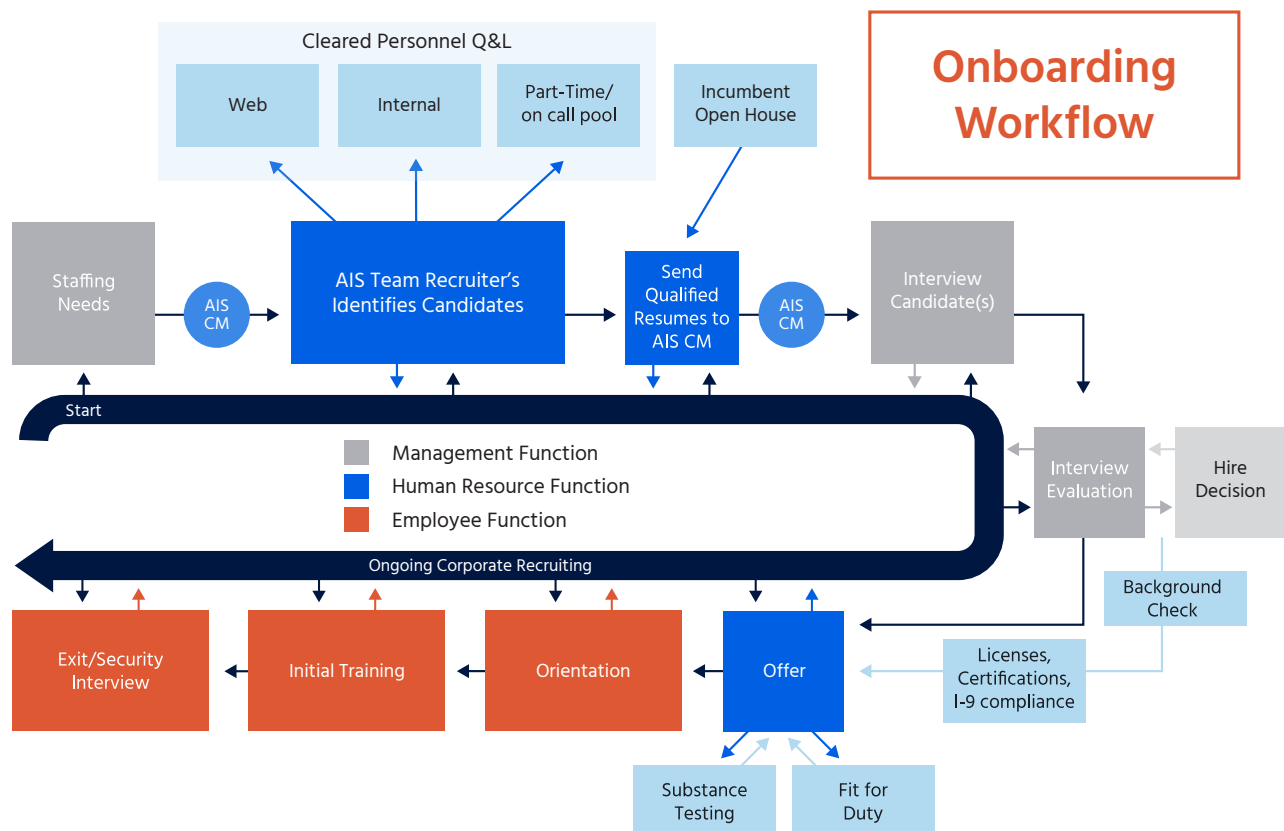 Cleared Personnel Q&L
Web
Internal
Part-Time/
on call pool
Incumbent
Open House
Onboarding
Workflow
Staffing
Needs
AIS
CM
AIS Team Recruiter’s
Identifies Candidates
Send
Qualified
Resumes to
AIS CM
AIS
CM
Interview
Candidate(s)
Start
Management Function
Human Resource Function
Employee Function
Interview
Evaluation
Hire
Decision
Ongoing Corporate Recruiting
Background
Check
Exit/Security
Interview
Initial Training
Orientation
Offer
Licenses,
Certifications,
I-9 compliance
Substance
Testing
Fit for
Duty